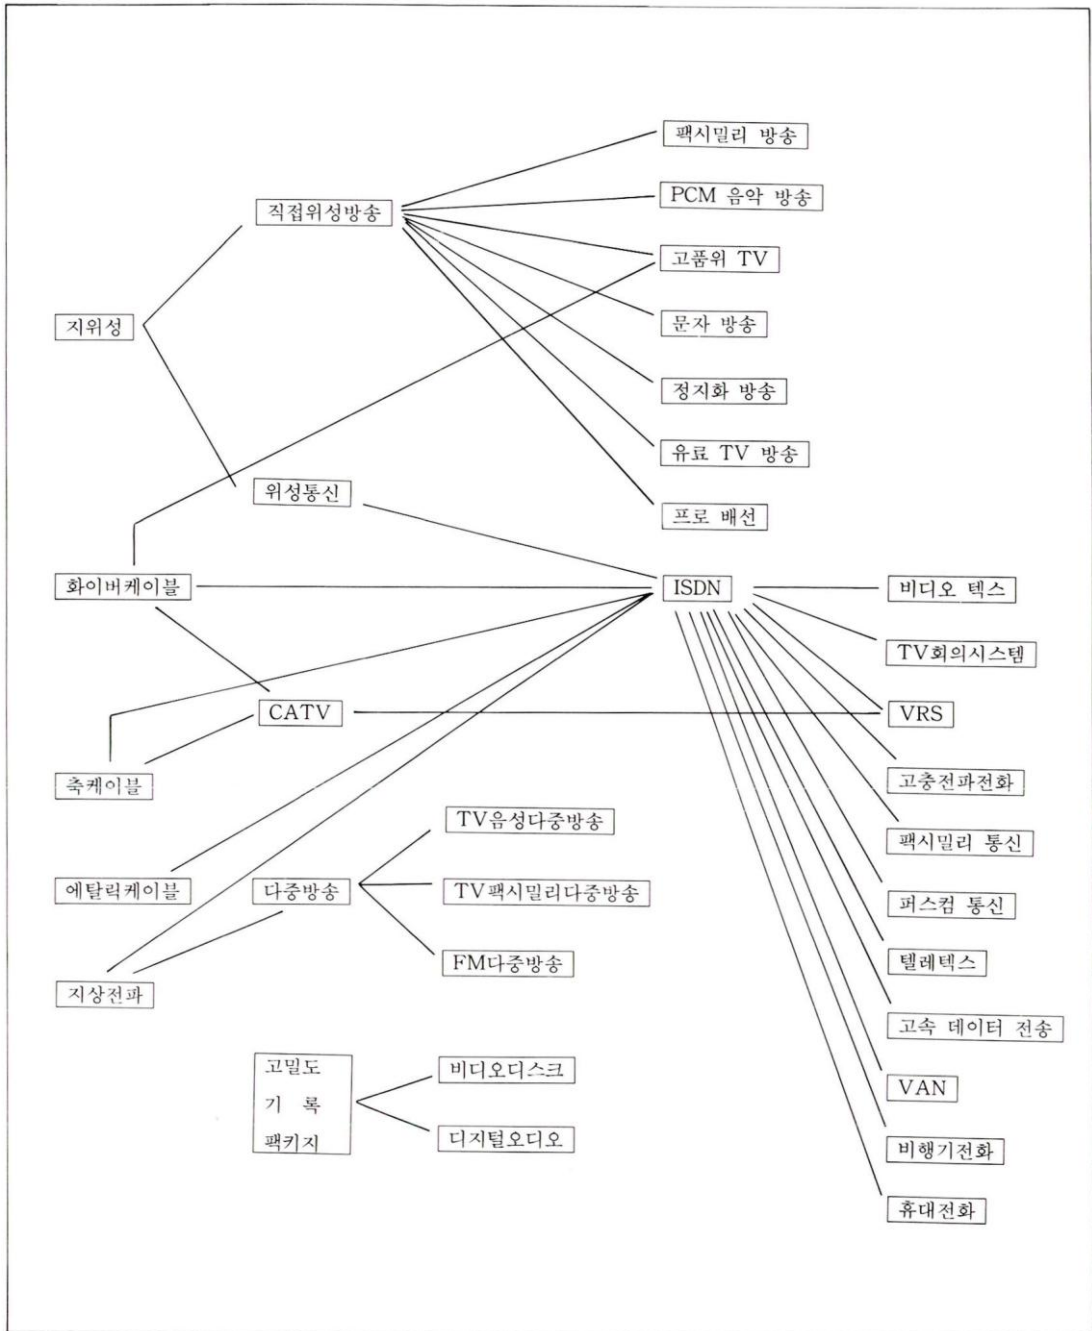 팩시밀리 방송
PCM 음악 방송
직접위성방송
고품위 TV
지위성
문자 방송
정지화 방송
유료 TV 방송
위성통신
프로 배선
화이버케이블
ISDN
비디오 텍스
TV회의시스템
CATV
VRS
축케이블
고충전파전화
TV음성다중방송
팩시밀리 통신
에탈릭케이블
다중방송
TV팩시밀리다중방송
퍼스컴 통신
FM다중방송
텔레텍스
지상전파
고속 데이터 전송
고밀도
기 록
팩키지
비디오디스크
VAN
디지털오디오
비행기전화
휴대전화